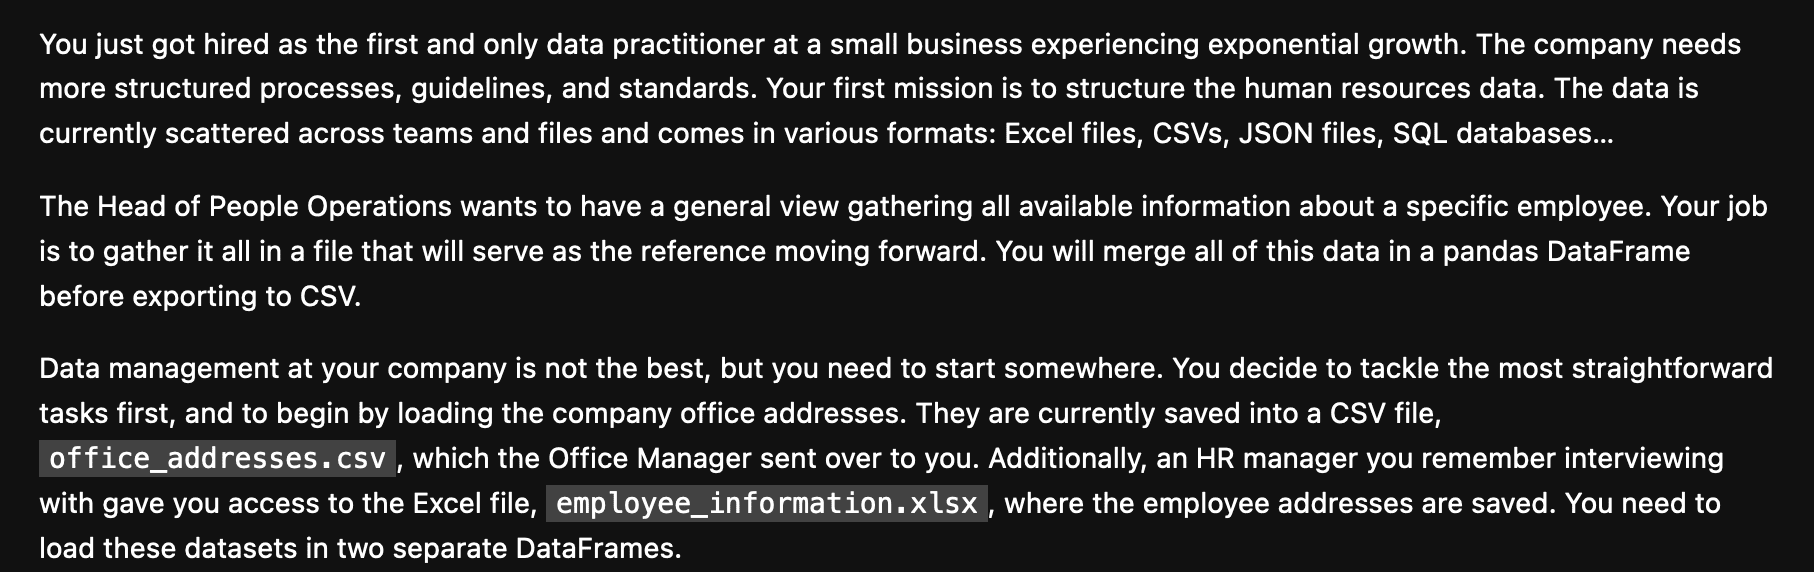 You just got hired as the first and only data practitioner at a small business experiencing exponential growth. The company needs
more structured processes, guidelines, and standards. Your first mission is to structure the human resources data. The data is
currently scattered across teams and files and comes in various formats: Excel files, CSVs, JSON files, SQL databases...
The Head of People Operations wants to have a general view gathering all available information about a specific employee. Your job
is to gather it all in a file that will serve as the reference moving forward. You will merge all of this data in a pandas DataFrame
before exporting to CSV.
Data management at your company is not the best, but you need to start somewhere. You decide to tackle the most straightforward
tasks first, and to begin by loading the company office addresses. They are currently saved into a CSV file,
office_addresses.csv, which the Office Manager sent over to you. Additionally, an HR manager you remember interviewing
with gave you access to the Excel file, employee_information.xlsx, where the employee addresses are saved. You need to
load these datasets in two separate DataFrames.